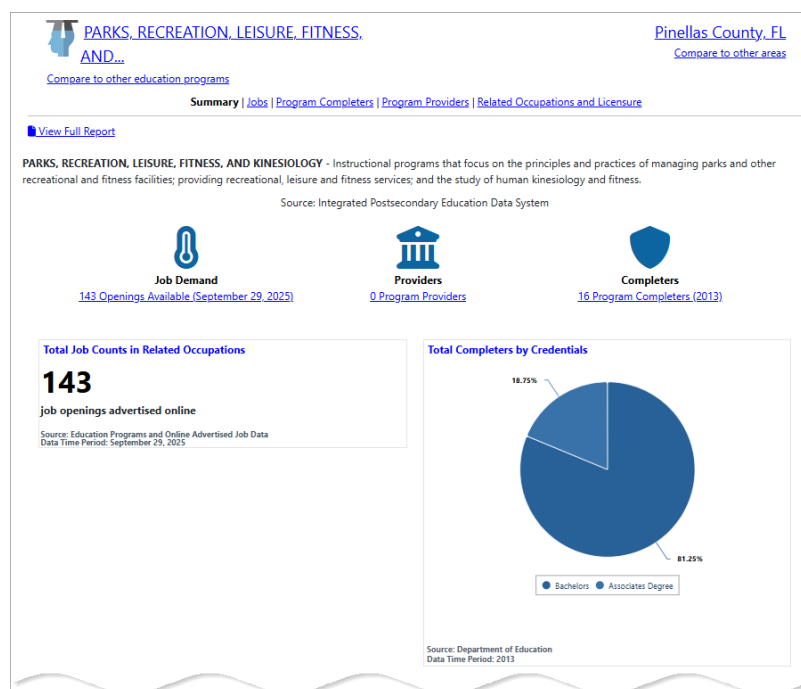 PARKS, RECREATION, LEISURE, FITNESS,
AND...
Pinellas County, FL
Compare to other areas
Compare to other education programs
Summary | Jobs | Program Completers | Program Providers | Related Occupations and Licensure
View Full Report
PARKS, RECREATION, LEISURE, FITNESS, AND KINESIOLOGY - Instructional programs that focus on the principles and practices of managing parks and other
recreational and fitness facilities; providing recreational, leisure and fitness services; and the study of human kinesiology and fitness.
Source: Integrated Postsecondary Education Data System
Job Demand
143 Openings Available (September 29, 2025)
Providers
0 Program Providers
Completers
16 Program Completers (2013)
Total Job Counts in Related Occupations
143
job openings advertised online
Source: Education Programs and Online Advertised Job Data
Data Time Period: September 29, 2025
Total Completers by Credentials
18.75%
81.25%
Bachelors Associates Degree
Source: Department of Education
Data Time Period: 2013